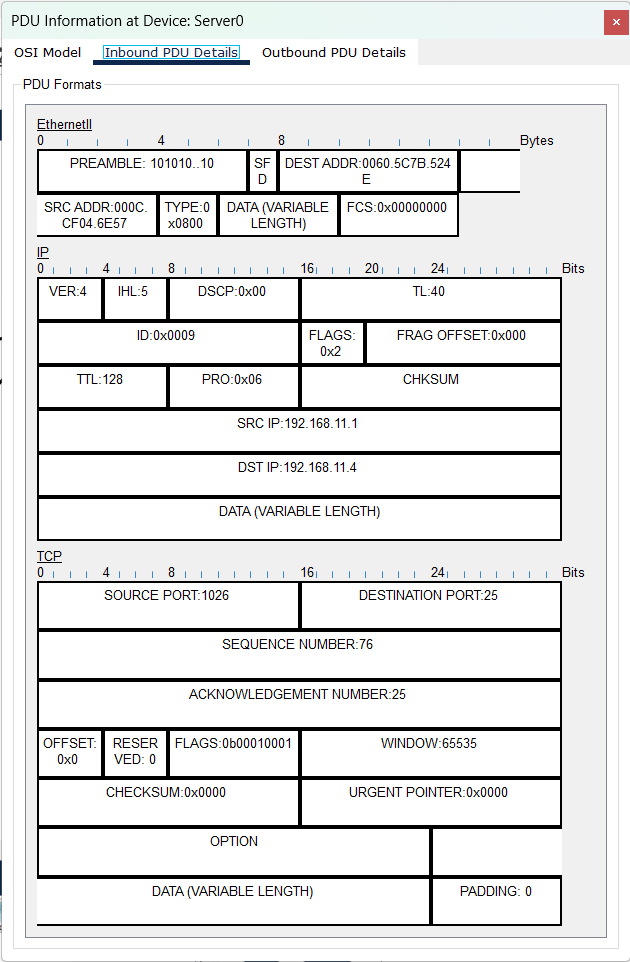 PDU Information at Device: Server0
OSI Model Inbound PDU Details Outbound PDU Details
PDU Formats
EthernetII
0 4 8 Bytes
PREAMBLE: 101010..10 SF DEST ADDR:0060.5C7B.524
D E
SRC ADDR:000C. TYPE:0 DATA (VARIABLE FCS:0x00000000
CF04.6E57 x0800 LENGTH)
IP
0 4 8 16 20 24 Bits
VER:4 IHL:5 DSCP:0x00 TL:40
ID:0x0009 FLAGS: FRAG OFFSET:0x000
0x2
TTL:128 PRO:0x06 CHKSUM
SRC IP:192.168.11.1
DST IP:192.168.11.4
DATA (VARIABLE LENGTH)
TCP
0 4 8 16 24 Bits
SOURCE PORT:1026 DESTINATION PORT:25
SEQUENCE NUMBER:76
ACKNOWLEDGEMENT NUMBER:25
OFFSET: RESER FLAGS:0b00010001 WINDOW:65535
0x0 VED: 0
CHECKSUM:0x0000 URGENT POINTER:0x0000
OPTION
DATA (VARIABLE LENGTH) PADDING: 0